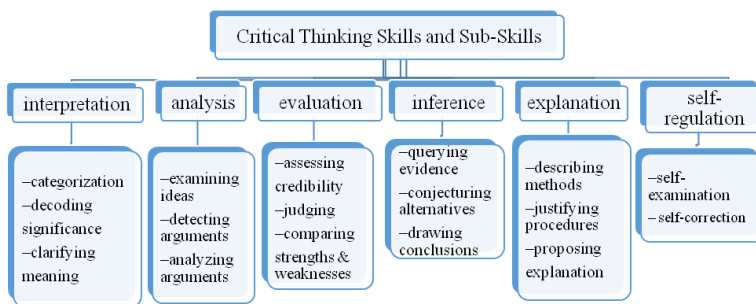 Critical Thinking Skills and Sub-Skills
interpretation
analysis
evaluation
inference
explanation
self-
regulation
–categorization
–decoding
significance
–clarifying
meaning
–examining
ideas
–detecting
arguments
–analyzing
arguments
–assessing
credibility
–judging
–comparing
strengths &
weaknesses
–querying
evidence
–conjecturing
alternatives
–drawing
conclusions
–describing
methods
–justifying
procedures
–proposing
explanation
–self-
examination
– self-correction